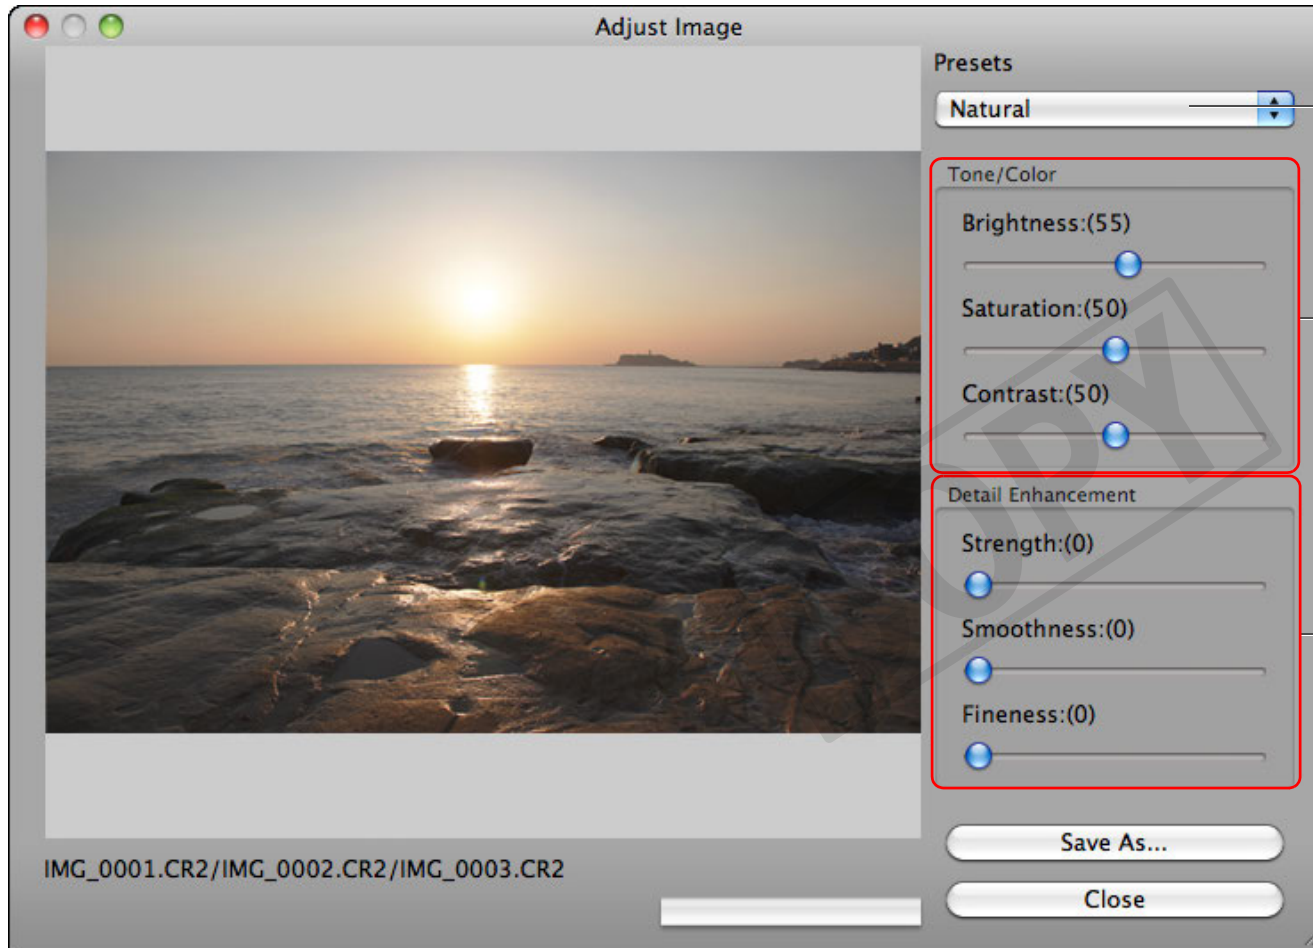 Adjust Image
Presets
Natural
Tone/Color
Brightness:(55)
Saturation:(50)
Contrast:(50)
Detail Enhancement
Strength:(0)
Smoothness:(0)
Fineness:(0)
Save As...
Close
IMG_0001.CR2/IMG_0002.CR2/IMG_0003.CR2
COPY